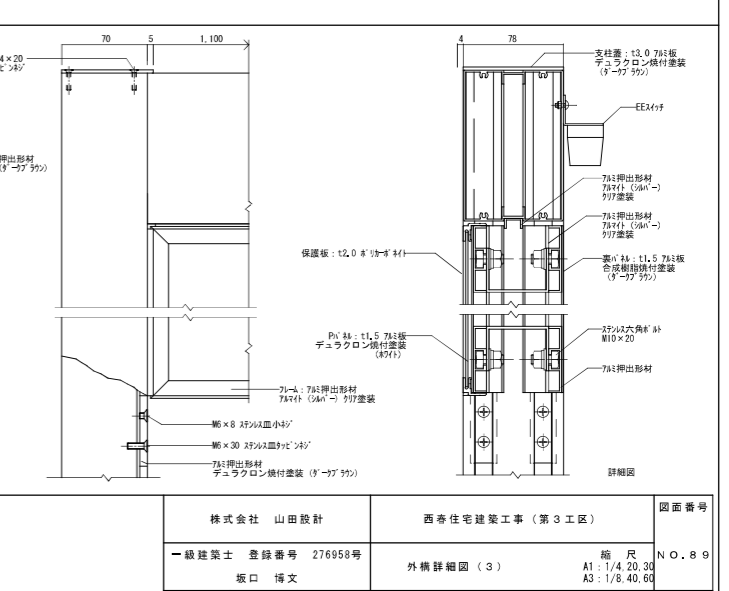 70 5 1,100
4×20
押出形材
(ダークブラウン)
フレーム：アルミ押出形材
アルマイト（シルバー）クリア塗装
M6×8 ステンレス皿小ネジ
M6×30 ステンレス皿タッピンネジ
アルミ押出形材
デュラクロン焼付塗装（ダークブラウン）
4 78
支柱蓋：t3.0 アルミ板
デュラクロン焼付塗装
（ダークブラウン）
EEスイッチ
アルミ押出形材
アルマイト（シルバー）
クリア塗装
アルミ押出形材
アルマイト（シルバー）
クリア塗装
保護板：t2.0 ポリカーボネイト
裏パネル：t1.5 アルミ板
合成樹脂焼付塗装
（ダークブラウン）
Pパネル：t1.5 アルミ板
デュラクロン焼付塗装
（ホワイト）
ステンレス六角ボルト
M10×20
アルミ押出形材
詳細図
株式会社 山田設計
西春住宅建築工事（第３工区）
図面番号
一級建築士 登録番号 276958号
坂口 博文
外構詳細図（３）
縮 尺
A1：1/4,20,30
A3：1/8,40,60
NO.89